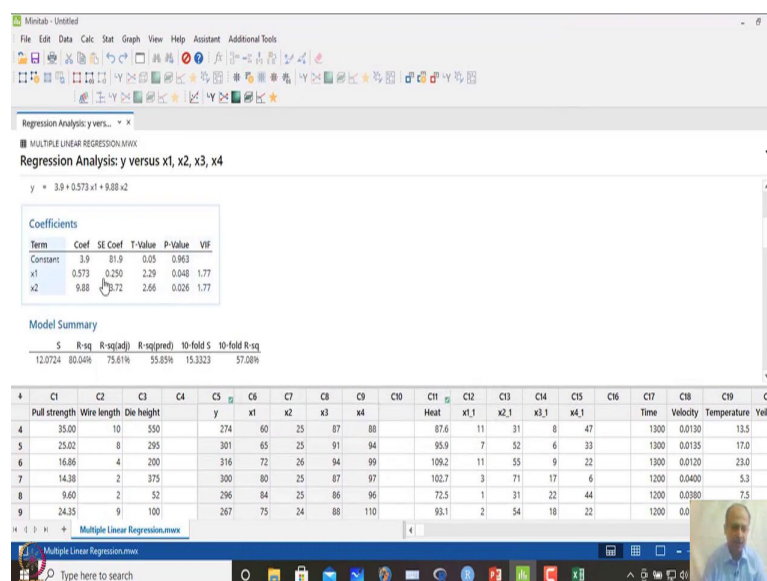 Minitab - Untitled
File Edit Data Calc Stat Graph View Help Assistant Additional Tools
Regression Analysis: y vers...
MULTIPLE LINEAR REGRESSION.MWX
Regression Analysis: y versus x1, x2, x3, x4
y = 3.9 + 0.573 x1 + 9.88 x2
Coefficients
Term Coef SE Coef T-Value P-Value VIF
Constant 3.9 81.9 0.05 0.963
x1 0.573 0.250 2.29 0.048 1.77
x2 9.88 3.72 2.66 0.026 1.77
Model Summary
S R-sq R-sq(adj) R-sq(pred) 10-fold S 10-fold R-sq
12.0724 80.04% 75.61% 55.85% 15.3323 57.08%
C1 C2 C3 C4 C5 C6 C7 C8 C9 C10 C11 C12 C13 C14 C15 C16 C17 C18 C19
Pull strength Wire length Die height y x1 x2 x3 x4 Heat x1_1 x2_1 x3_1 x4_1 Time Velocity Temperature Yeil
4 35.00 10 550 274 60 25 87 88 87.6 11 31 8 47 1300 0.0130 13.5
5 25.02 8 295 301 65 25 91 94 95.9 7 52 6 33 1300 0.0135 17.0
6 16.86 4 200 316 72 26 94 99 109.2 11 55 9 22 1300 0.0120 23.0
7 14.38 2 375 300 80 25 87 97 102.7 3 71 17 6 1200 0.0400 5.3
8 9.60 2 52 296 84 25 86 96 72.5 1 31 22 44 1200 0.0380 7.5
9 24.35 9 100 267 75 24 88 110 93.1 2 54 18 22 1200
Multiple Linear Regression.mwx
Multiple Linear Regression.mwx
Type here to search